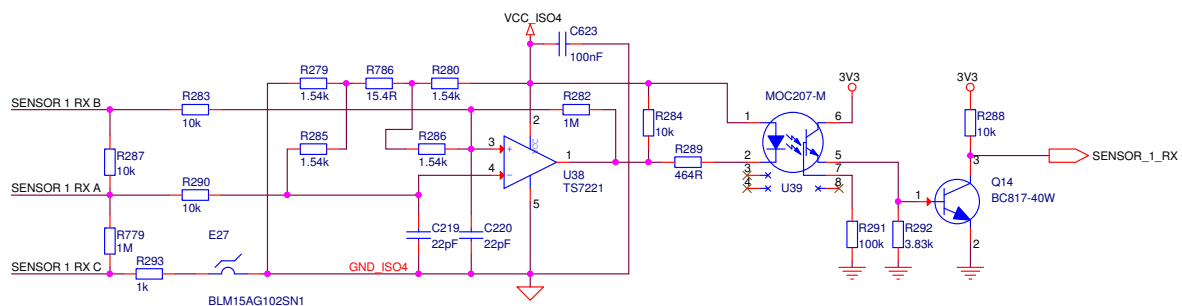 VCC_ISO4
C623
100nF
R279
1.54k
R786
15.4R
R280
1.54k
3V3
3V3
MOC207-M
SENSOR 1 RX B
R283
10k
R282
1M
R284
10k
1
6
R288
10k
2
VCC
R287
10k
R285
1.54k
R286
1.54k
3
+
4
−
1
U38
TS7221
R289
464R
2
5
3
4
7
8
U39
3
SENSOR_1_RX
SENSOR 1 RX A
R290
10k
5
1
Q14
BC817-40W
R779
1M
E27
C219
22pF
C220
22pF
R291
100k
R292
3.83k
2
SENSOR 1 RX C
R293
1k
GND_ISO4
BLM15AG102SN1